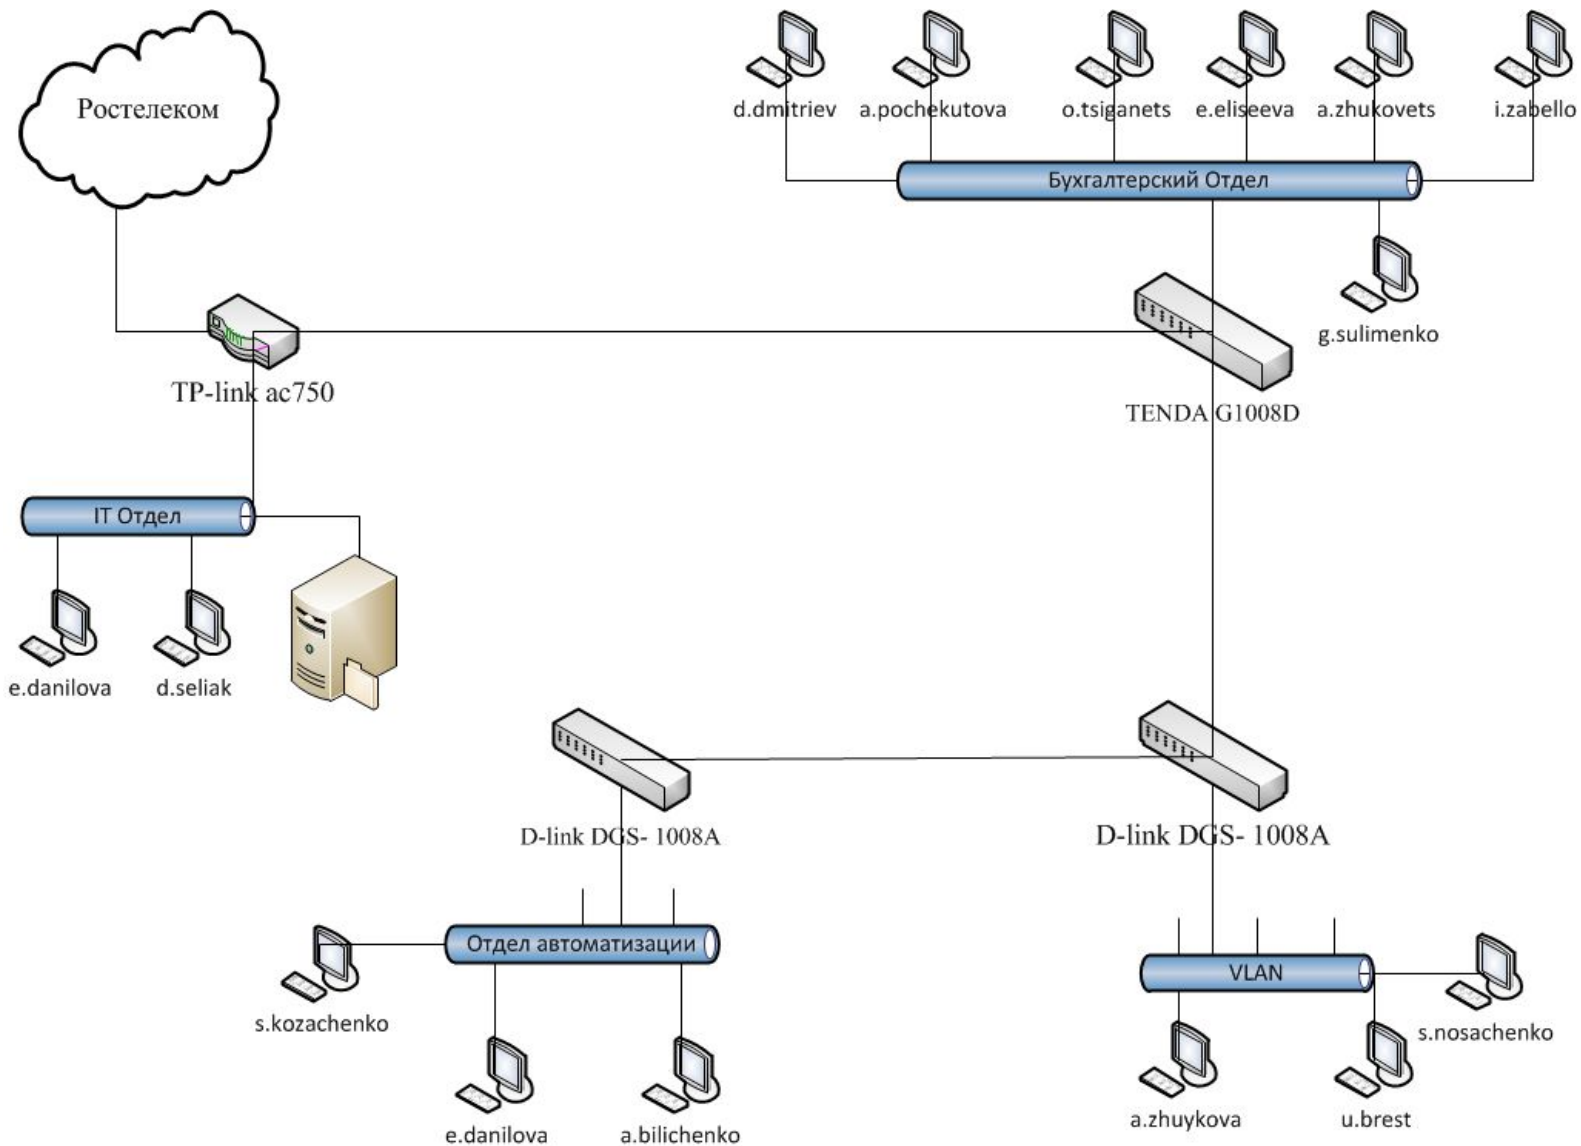 Ростелеком
d.dmitriev
a.pochekutova
o.tsiganets
e.eliseeva
a.zhukovets
i.zabello
Бухгалтерский Отдел
g.sulimenko
TP-link ac750
TENDA G1008D
IT Отдел
e.danilova
d.seliak
D-link DGS- 1008A
D-link DGS- 1008A
Отдел автоматизации
VLAN
s.kozachenko
s.nosachenko
e.danilova
a.bilichenko
a.zhuykova
u.brest